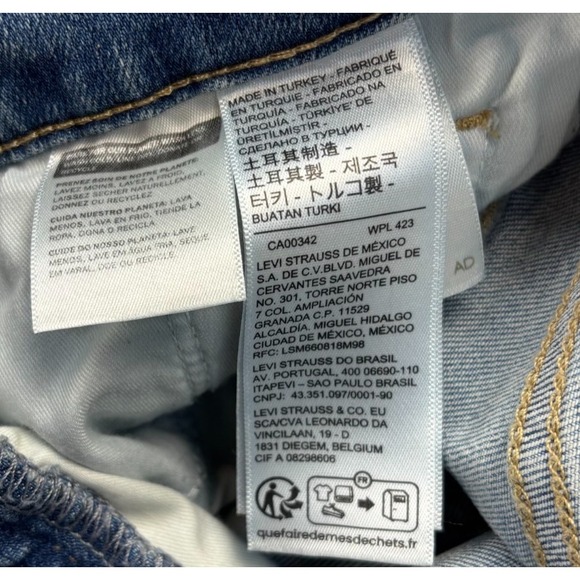 RECYCLE
PRENEZ SOIN DE NOTRE PLANÈTE:
LAVEZ MOINS, LAVEZ À FROID,
LAISSEZ SÉCHER NATURELLEMENT,
DONNEZ OU RECYCLEZ
CUIDA NUESTRO PLANETA: LAVA
MENOS, LAVA EN FRIO, TIENDE LA
ROPA, DONA O RECICLA
CUIDE DO NOSSO PLANETA: LAVE
MENOS, LAVE EM ÁGUA FRIA, SEQUE
EM VARAL, DOE OU RECICLE
MADE IN TURKEY - FABRIQUÉ
EN TURQUIE - FABRICADO EN
TURQUÍA - FABRICADO NA
TURQUIA - TÜRKİYE'DE
ÜRETİLMİŞTİR -
СДЕЛАНО В ТУРЦИИ -
土耳其制造 -
土耳其製 - 제조국
터키 - トルコ製 -
BUATAN TURKI
CA00342 WPL 423
LEVI STRAUSS DE MÉXICO
S.A. DE C.V.BLVD. MIGUEL DE
CERVANTES SAAVEDRA
NO. 301, TORRE NORTE PISO
7 COL. AMPLIACIÓN
GRANADA C.P. 11529
ALCALDÍA. MIGUEL HIDALGO
CIUDAD DE MÉXICO, MÉXICO
RFC: LSM660818M98
LEVI STRAUSS DO BRASIL
AV. PORTUGAL, 400 06690-110
ITAPEVI - SAO PAULO BRASIL
CNPJ: 43.351.097/0001-90
LEVI STRAUSS & CO. EU
SCA/CVA LEONARDO DA
VINCILAAN, 19 - D
1831 DIEGEM, BELGIUM
CIF A 08298606
FR
quefairedemesdechets.fr
AD